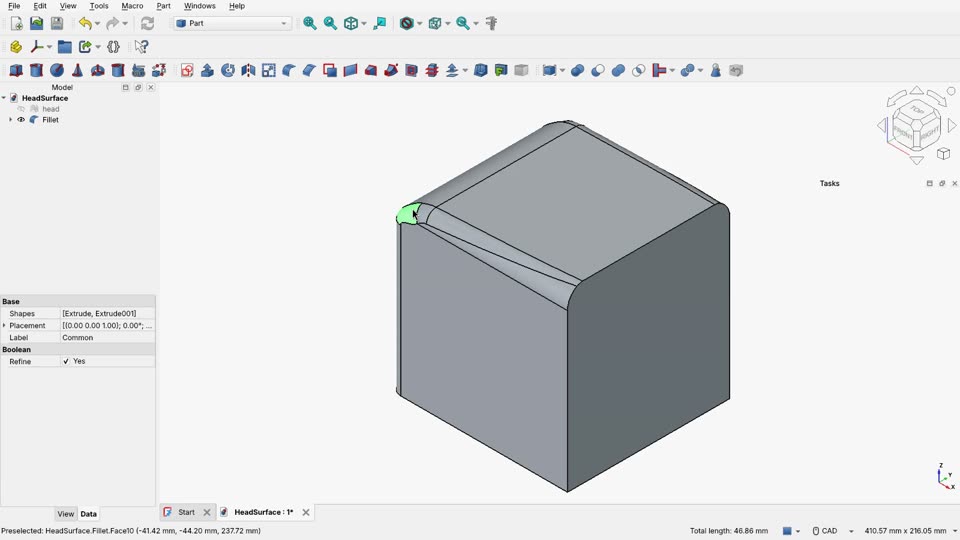 File Edit View Tools Macro Part Windows Help
Part
Model
HeadSurface
head
Fillet
Tasks
FRONT RIGHT
Base
Shapes [Extrude, Extrude001]
Placement [(0.00 0.00 1.00); 0.00°; ...
Label Common
Boolean
Refine Yes
Z
Y
X
View Data
Start HeadSurface : 1*
Preselected: HeadSurface.Fillet.Face10 (-41.42 mm, -44.20 mm, 237.72 mm) Total length: 46.86 mm CAD 410.57 mm x 216.05 mm